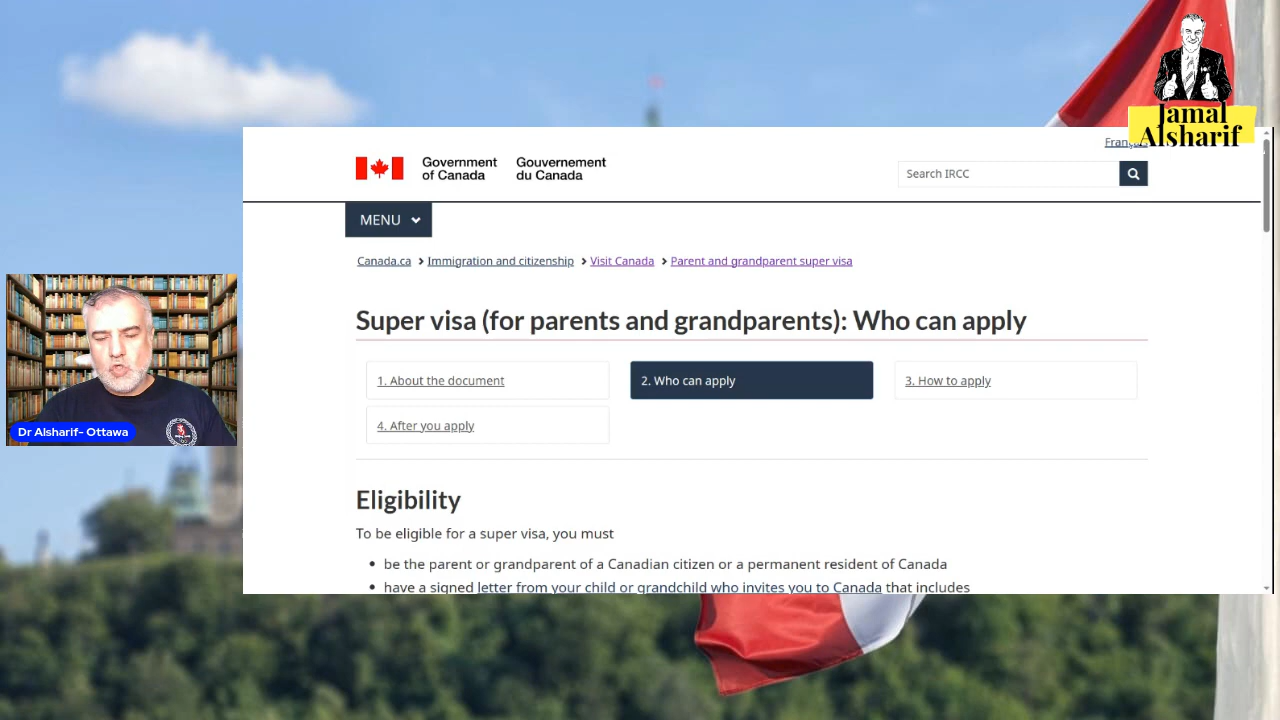 Jamal
Alsharif
Français
Government
of Canada
Gouvernement
du Canada
Search IRCC
MENU
Canada.ca > Immigration and citizenship > Visit Canada > Parent and grandparent super visa
Super visa (for parents and grandparents): Who can apply
1. About the document
2. Who can apply
3. How to apply
4. After you apply
Dr Alsharif- Ottawa
Eligibility
To be eligible for a super visa, you must
• be the parent or grandparent of a Canadian citizen or a permanent resident of Canada
• have a signed letter from your child or grandchild who invites you to Canada that includes